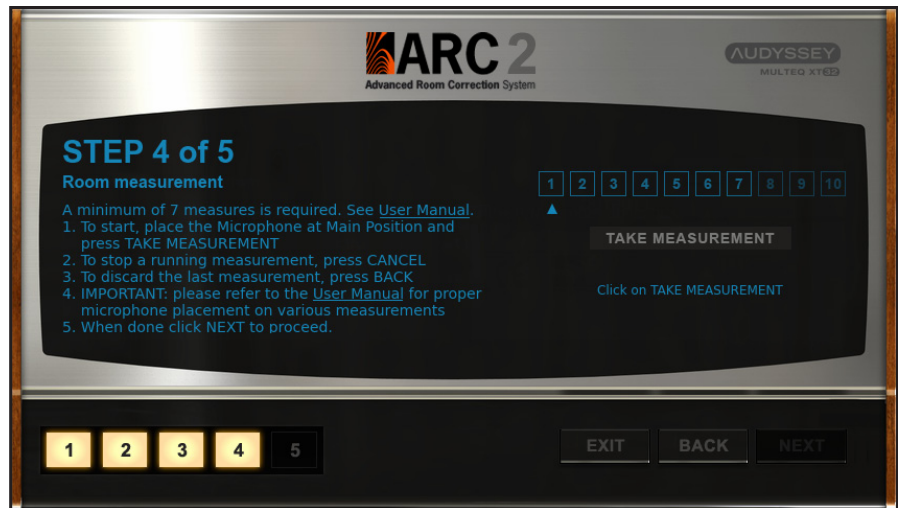 ARC 2
Advanced Room Correction System
AUDYSSEY
MULTEQ XT32
STEP 4 of 5
Room measurement
A minimum of 7 measures is required. See User Manual.
1. To start, place the Microphone at Main Position and
press TAKE MEASUREMENT
2. To stop a running measurement, press CANCEL
3. To discard the last measurement, press BACK
4. IMPORTANT: please refer to the User Manual for proper
microphone placement on various measurements
5. When done click NEXT to proceed.
1 2 3 4 5 6 7 8 9 10
TAKE MEASUREMENT
Click on TAKE MEASUREMENT
1 2 3 4 5
EXIT BACK NEXT